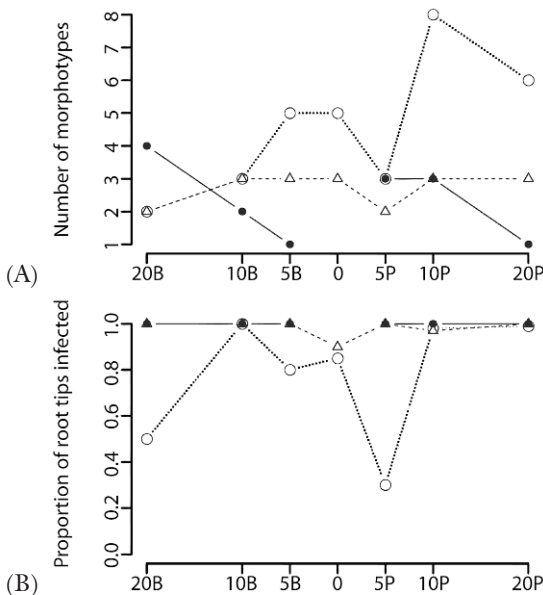 Number of morphotypes
8
7
6
5
4
3
2
1
20B 10B 5B 0 5P 10P 20P
(A)
Proportion of root tips infected
1.0
0.8
0.6
0.4
0.2
0.0
20B 10B 5B 0 5P 10P 20P
(B)